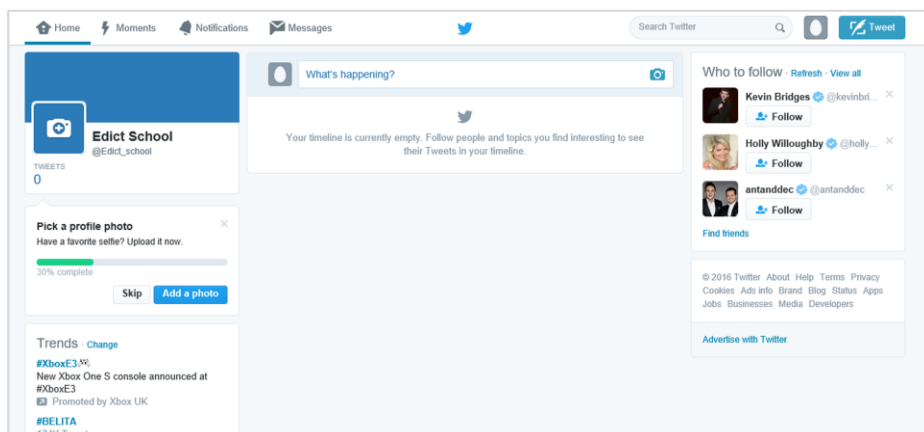 Home Moments Notifications Messages Search Twitter Tweet
Edict School
@Edict_school
TWEETS
0
Pick a profile photo
Have a favorite selfie? Upload it now.
30% complete
Skip Add a photo
Trends · Change
#XboxE3
New Xbox One S console announced at
#XboxE3
Promoted by Xbox UK
#BELITA
What's happening?
Your timeline is currently empty. Follow people and topics you find interesting to see
their Tweets in your timeline.
Who to follow · Refresh · View all
Kevin Bridges @kevinbri...
Follow
Holly Willoughby @holly...
Follow
antanddec @antanddec
Follow
Find friends
© 2016 Twitter About Help Terms Privacy
Cookies Ads info Brand Blog Status Apps
Jobs Businesses Media Developers
Advertise with Twitter